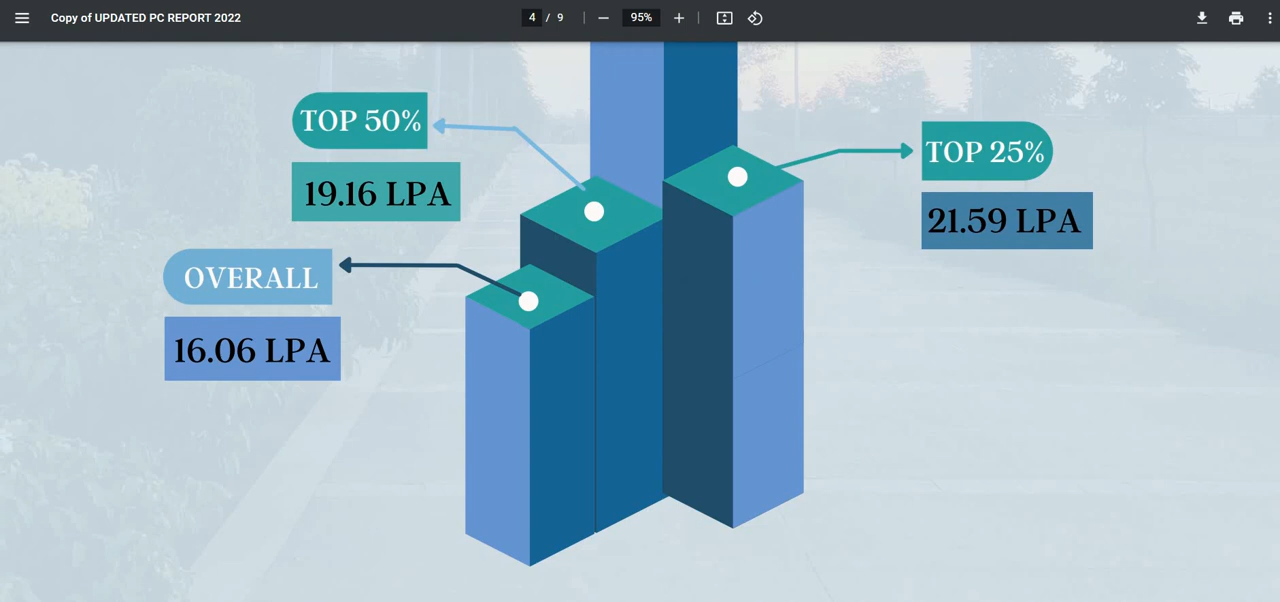 Copy of UPDATED PC REPORT 2022
4 / 9
95%
TOP 50%
19.16 LPA
TOP 25%
21.59 LPA
OVERALL
16.06 LPA